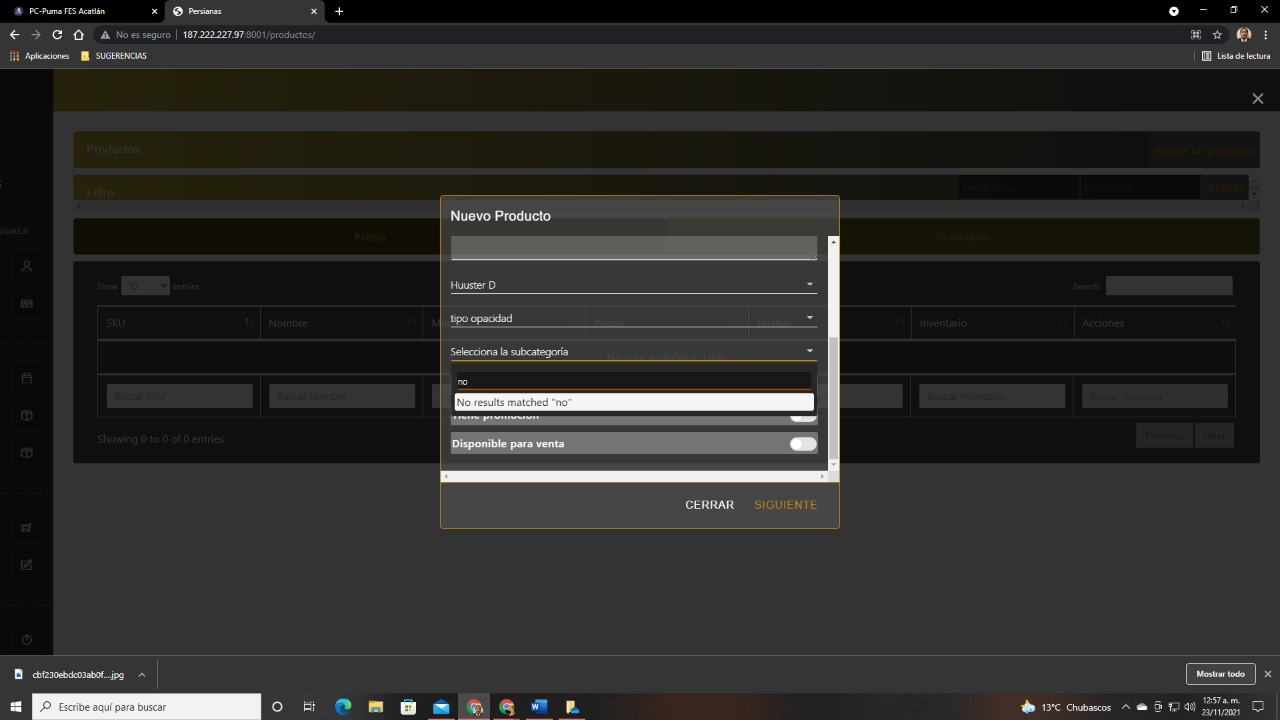 PC-Puma FES Acatlán
Persianas
No es seguro | 187.222.227.97:8001/productos/
Aplicaciones
SUGERENCIAS
Lista de lectura
Productos
Añade un producto
Filtro
Aplicar
DORES
Precio
Inventario
Show 10 entries
Search:
SKU
Nombre
Precio
Estatus
Inventario
Acciones
No data available in table
Buscar SKU
Buscar Nombre
Buscar Inventario
Buscar Acciones
Showing 0 to 0 of 0 entries
Previous
Next
Nuevo Producto
Huuster D
tipo opacidad
Selecciona la subcategoría
no
No results matched "no"
Tiene promoción
Disponible para venta
CERRAR
SIGUIENTE
cbf230ebdc03ab0f....jpg
Mostrar todo
Escribe aquí para buscar
13°C Chubascos
12:57 a. m.
23/11/2021